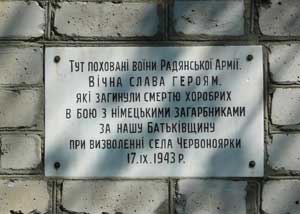 Тут поховані воїни Радянської Армії.
Вічна слава героям,
які загинули смертю хоробрих
в бою з німецькими загарбниками
за нашу Батьківщину
при визволенні села Червоноярки
17.IX.1943 р.